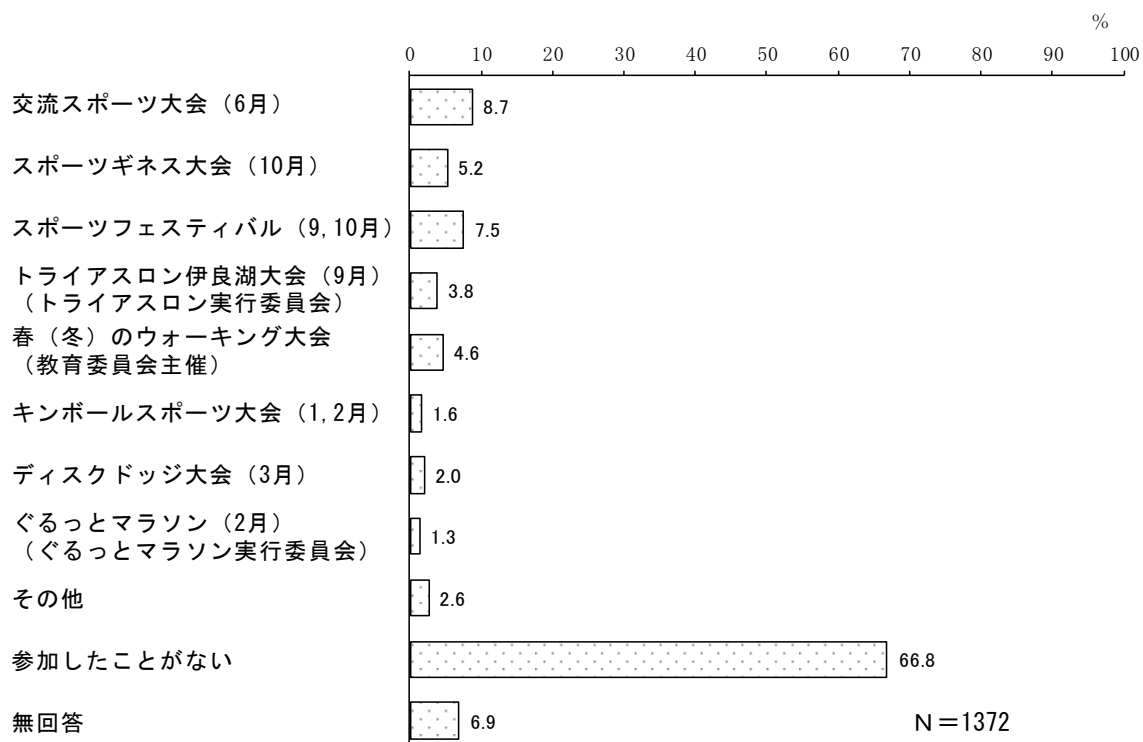 %
0 10 20 30 40 50 60 70 80 90 100
交流スポーツ大会（6月） 8.7
スポーツギネス大会（10月） 5.2
スポーツフェスティバル（9,10月） 7.5
トライアスロン伊良湖大会（9月）
（トライアスロン実行委員会） 3.8
春（冬）のウォーキング大会
（教育委員会主催） 4.6
キンボールスポーツ大会（1,2月） 1.6
ディスクドッジ大会（3月） 2.0
ぐるっとマラソン（2月）
（ぐるっとマラソン実行委員会） 1.3
その他 2.6
参加したことがない 66.8
無回答 6.9 Ｎ＝1372